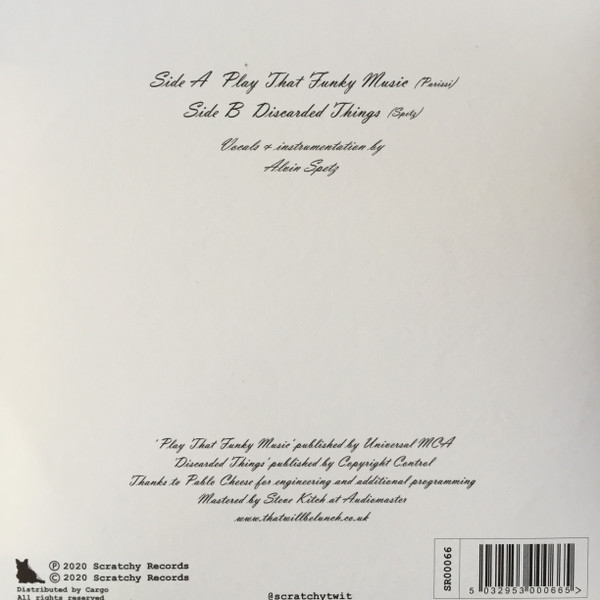 Side A Play That Funky Music (Parissi)
Side B Discarded Things (Spetz)
Vocals + instrumentation by
Alvin Spetz
'Play That Funky Music' published by Universal MCA
'Discarded Things' published by Copyright Control
Thanks to Pablo Cheese for engineering and additional programming
Mastered by Steve Kitch at Audiomaster
www.thatwillbelunch.co.uk
℗ 2020 Scratchy Records
© 2020 Scratchy Records
Distributed by Cargo
All rights reserved
@scratchytwit
SR00066
5 032953 000665 >